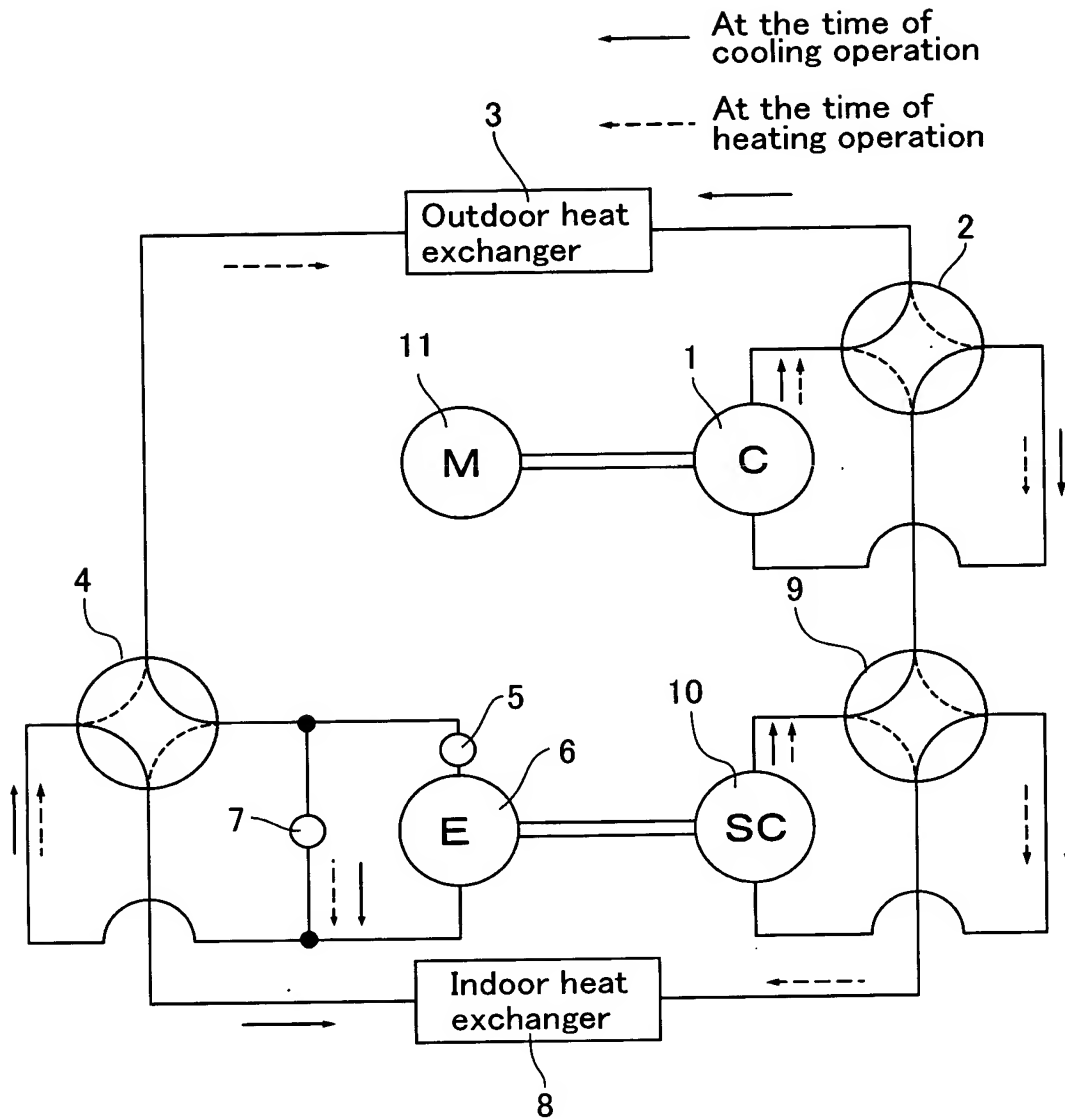 At the time of
cooling operation
At the time of
heating operation
3
Outdoor heat
exchanger
2
11
1
M
C
4
9
5
10
6
7
E
SC
Indoor heat
exchanger
8